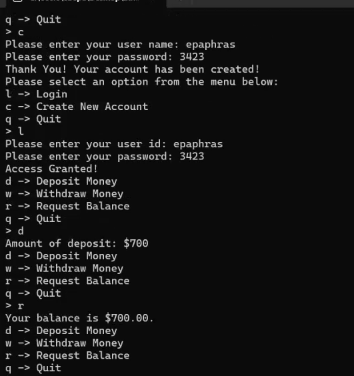 q -> Quit
> c
Please enter your user name: epaphras
Please enter your password: 3423
Thank You! Your account has been created!
Please select an option from the menu below:
l -> Login
c -> Create New Account
q -> Quit
> l
Please enter your user id: epaphras
Please enter your password: 3423
Access Granted!
d -> Deposit Money
w -> Withdraw Money
r -> Request Balance
q -> Quit
> d
Amount of deposit: $700
d -> Deposit Money
w -> Withdraw Money
r -> Request Balance
q -> Quit
> r
Your balance is $700.00.
d -> Deposit Money
w -> Withdraw Money
r -> Request Balance
q -> Quit